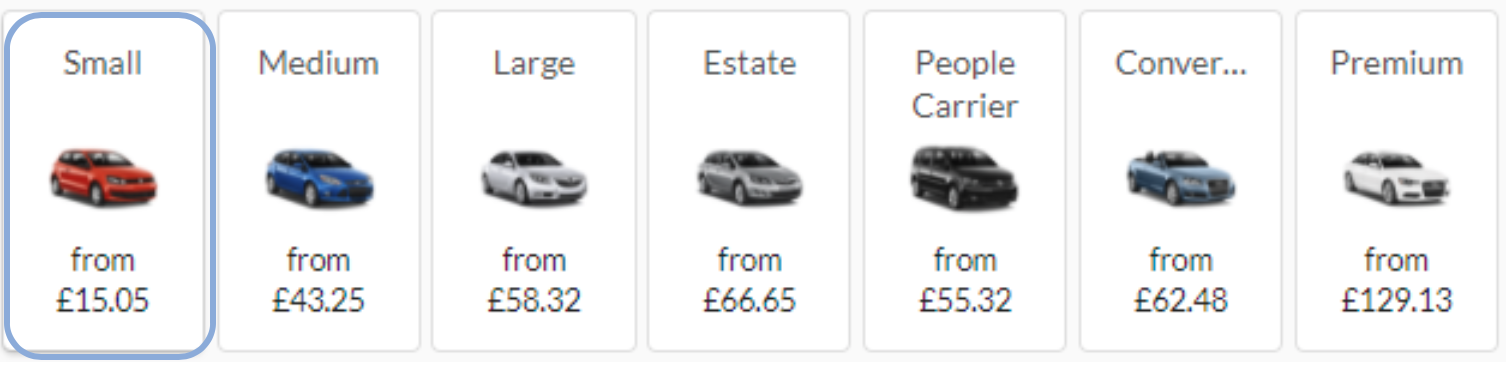 Small
from
£15.05
Medium
from
£43.25
Large
from
£58.32
Estate
from
£66.65
People
Carrier
from
£55.32
Conver...
from
£62.48
Premium
from
£129.13